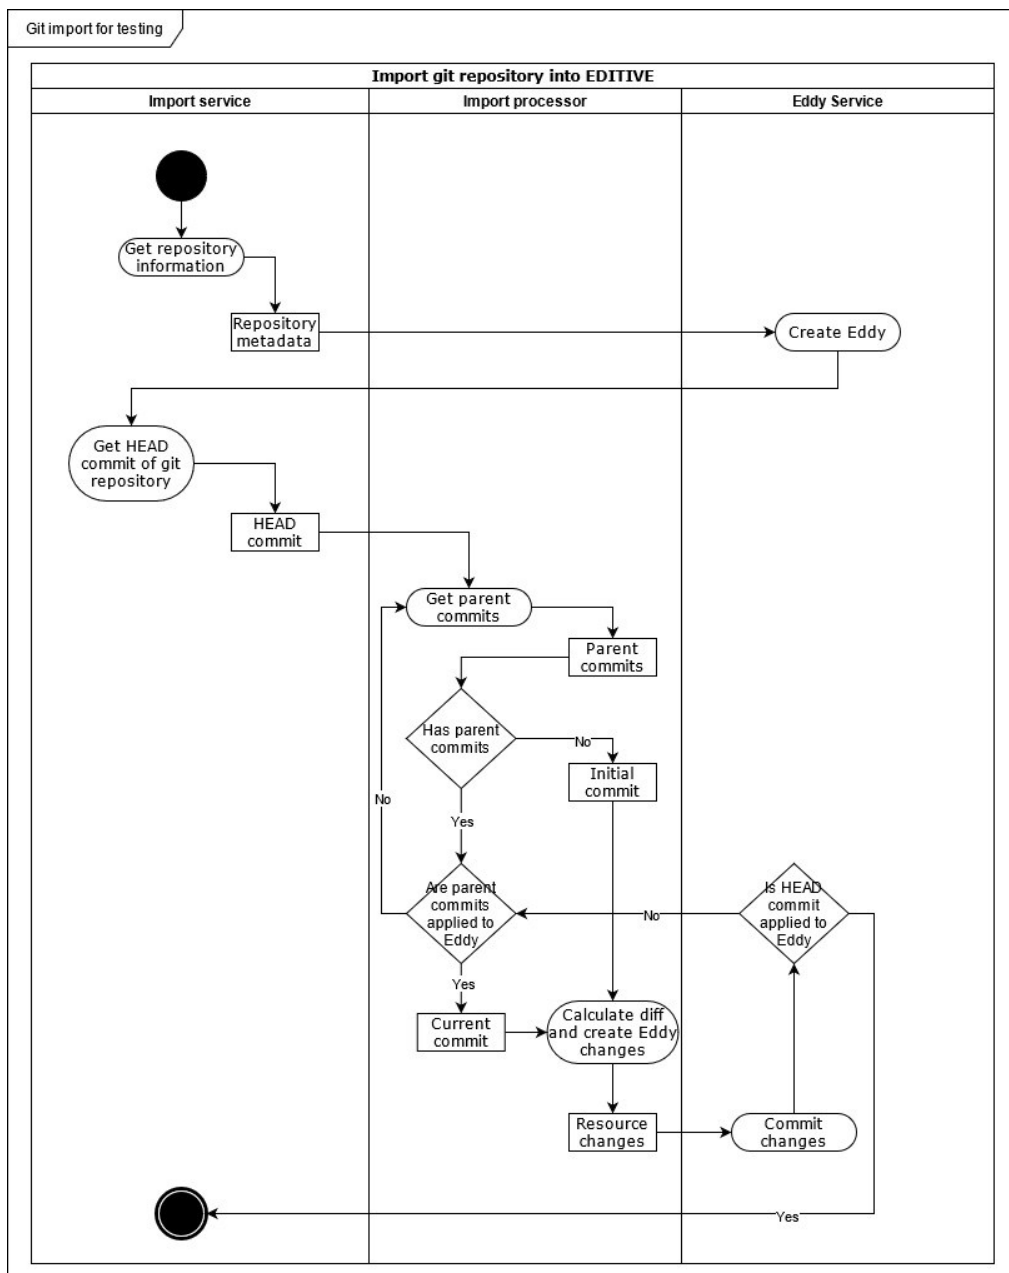 Git import for testing
Import git repository into EDITIVE
Import service
Import processor
Eddy Service
Get repository
information
Repository
metadata
Create Eddy
Get HEAD
commit of git
repository
HEAD
commit
Get parent
commits
Parent
commits
Has parent
commits
No
Initial
commit
No
Yes
Are parent
commits
applied to
Eddy
No
Is HEAD
commit
applied to
Eddy
Yes
Current
commit
Calculate diff
and create Eddy
changes
Resource
changes
Commit
changes
Yes